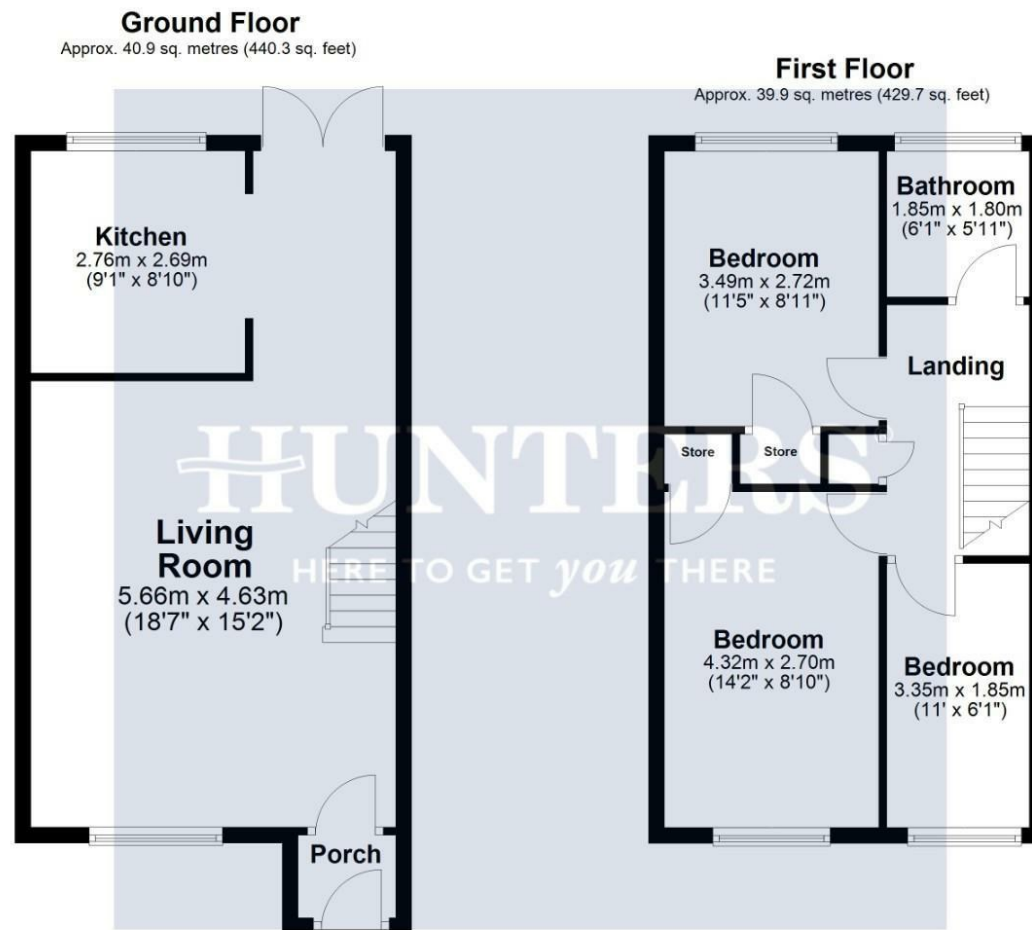 Ground Floor
Approx. 40.9 sq. metres (440.3 sq. feet)
First Floor
Approx. 39.9 sq. metres (429.7 sq. feet)
Kitchen
2.76m x 2.69m
(9'1" x 8'10")
Living
Room
5.66m x 4.63m
(18'7" x 15'2")
Porch
Bedroom
3.49m x 2.72m
(11'5" x 8'11")
Bathroom
1.85m x 1.80m
(6'1" x 5'11")
Landing
Store
Store
Bedroom
4.32m x 2.70m
(14'2" x 8'10")
Bedroom
3.35m x 1.85m
(11' x 6'1")
HUNTERS®
HERE TO GET you THERE